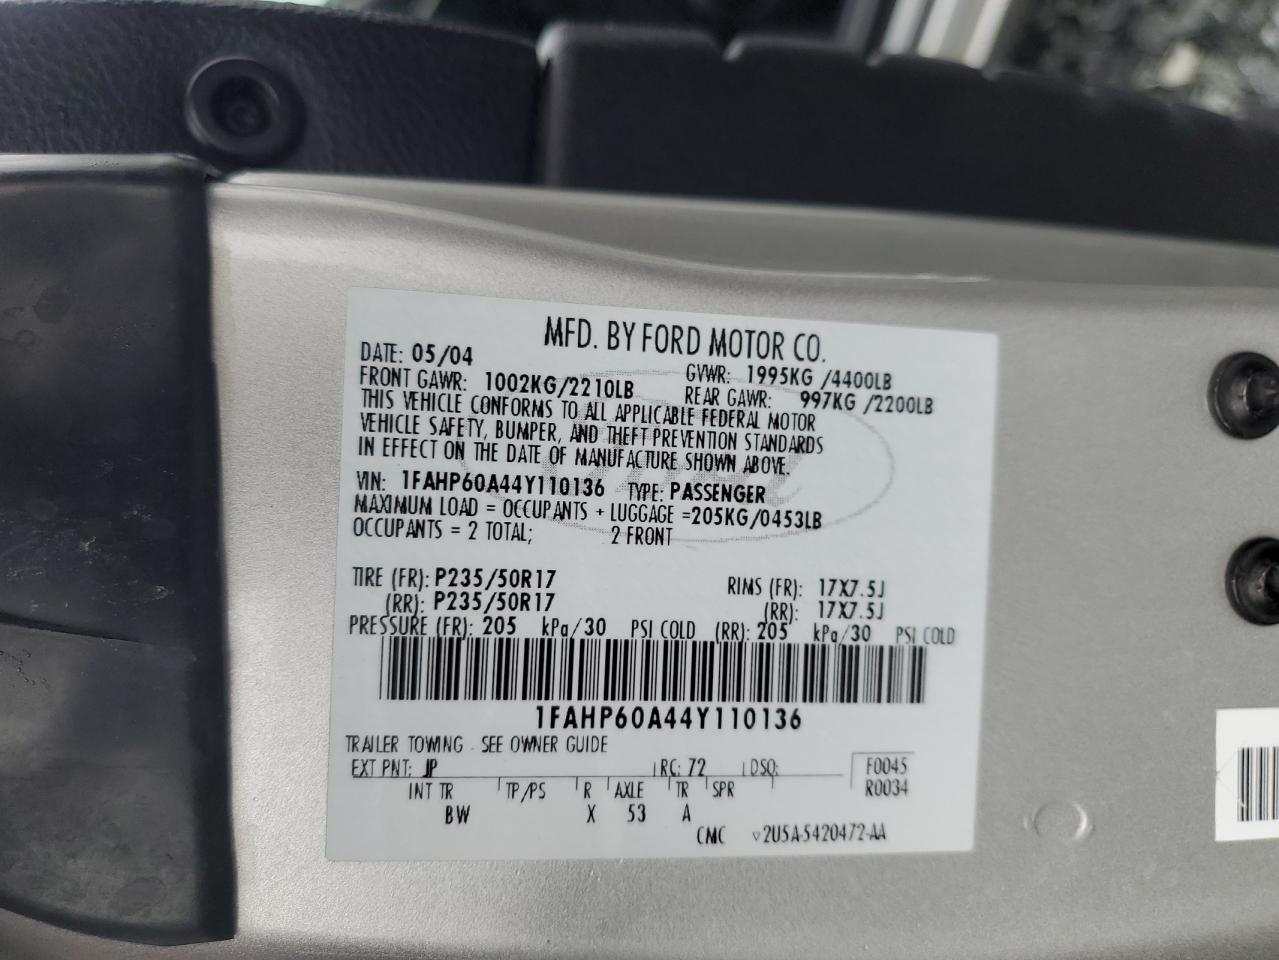 MFD. BY FORD MOTOR CO.
DATE: 05/04 GVWR: 1995KG /4400LB
FRONT GAWR: 1002KG/2210LB REAR GAWR: 997KG /2200LB
THIS VEHICLE CONFORMS TO ALL APPLICABLE FEDERAL MOTOR
VEHICLE SAFETY, BUMPER, AND THEFT PREVENTION STANDARDS
IN EFFECT ON THE DATE OF MANUFACTURE SHOWN ABOVE.
VIN: 1FAHP60A44Y110136 TYPE: PASSENGER
MAXIMUM LOAD = OCCUPANTS + LUGGAGE =205KG/0453LB
OCCUPANTS = 2 TOTAL; 2 FRONT
TIRE (FR): P235/50R17 RIMS (FR): 17X7.5J
(RR): P235/50R17 (RR): 17X7.5J
PRESSURE (FR): 205 kPa/30 PSI COLD (RR): 205 kPa/30 PSI COLD
1FAHP60A44Y110136
TRAILER TOWING - SEE OWNER GUIDE
EXT PNT: JP RC: 72 DSO: F0045
INT TR TP/PS R AXLE TR SPR R0034
BW X 53 A
CMC v2U5A-5420472-AA